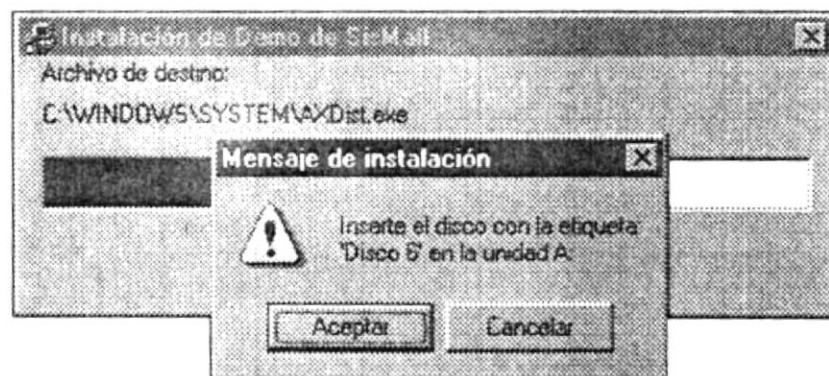 Instalación de Demo de SisMall
Archivo de destino:
C:\WINDOWS\SYSTEM\AXDist.exe
Mensaje de instalación
Inserte el disco con la etiqueta
'Disco 6' en la unidad A.
Aceptar
Cancelar